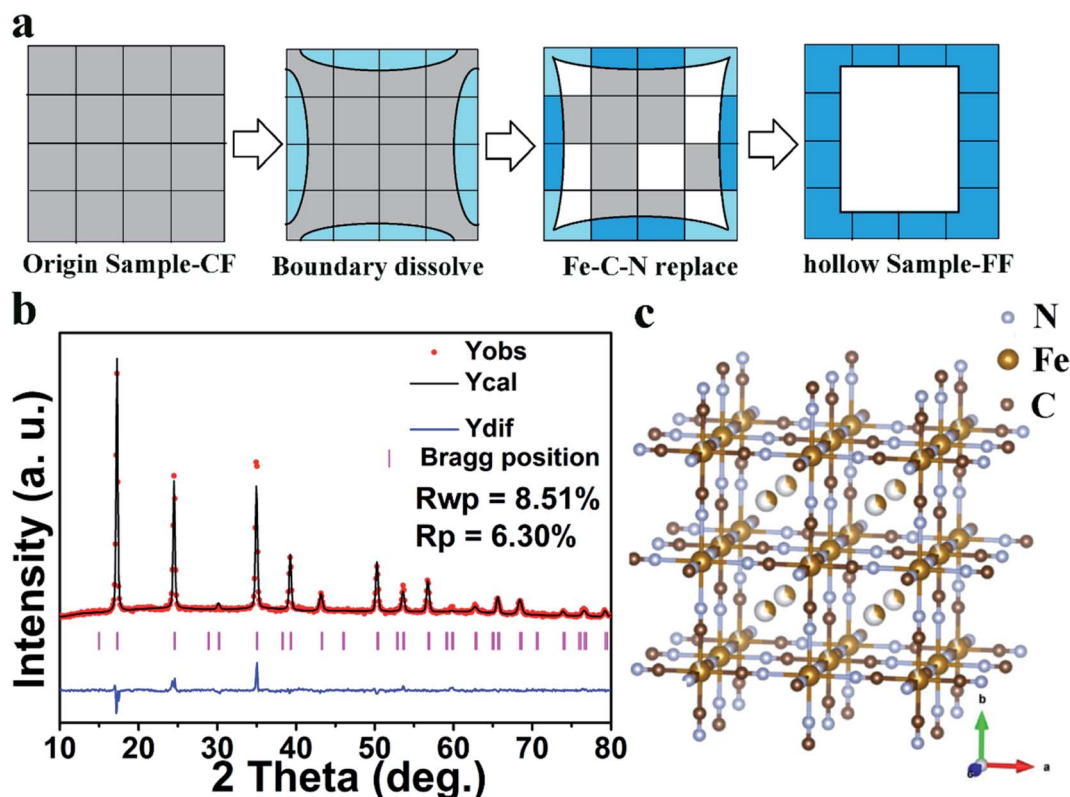 a
Origin Sample-CF
Boundary dissolve
Fe-C-N replace
hollow Sample-FF
b
Intensity (a. u.)
Yobs
Ycal
Ydif
Bragg position
Rwp = 8.51%
Rp = 6.30%
10 20 30 40 50 60 70 80
2 Theta (deg.)
c
N
Fe
C
b
a
c